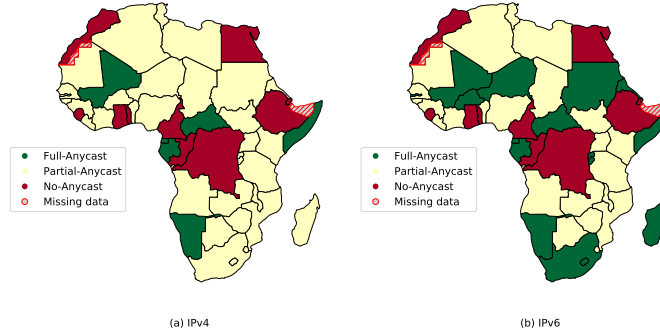 Full-Anycast
Partial-Anycast
No-Anycast
Missing data
(a) IPv4
Full-Anycast
Partial-Anycast
No-Anycast
Missing data
(b) IPv6